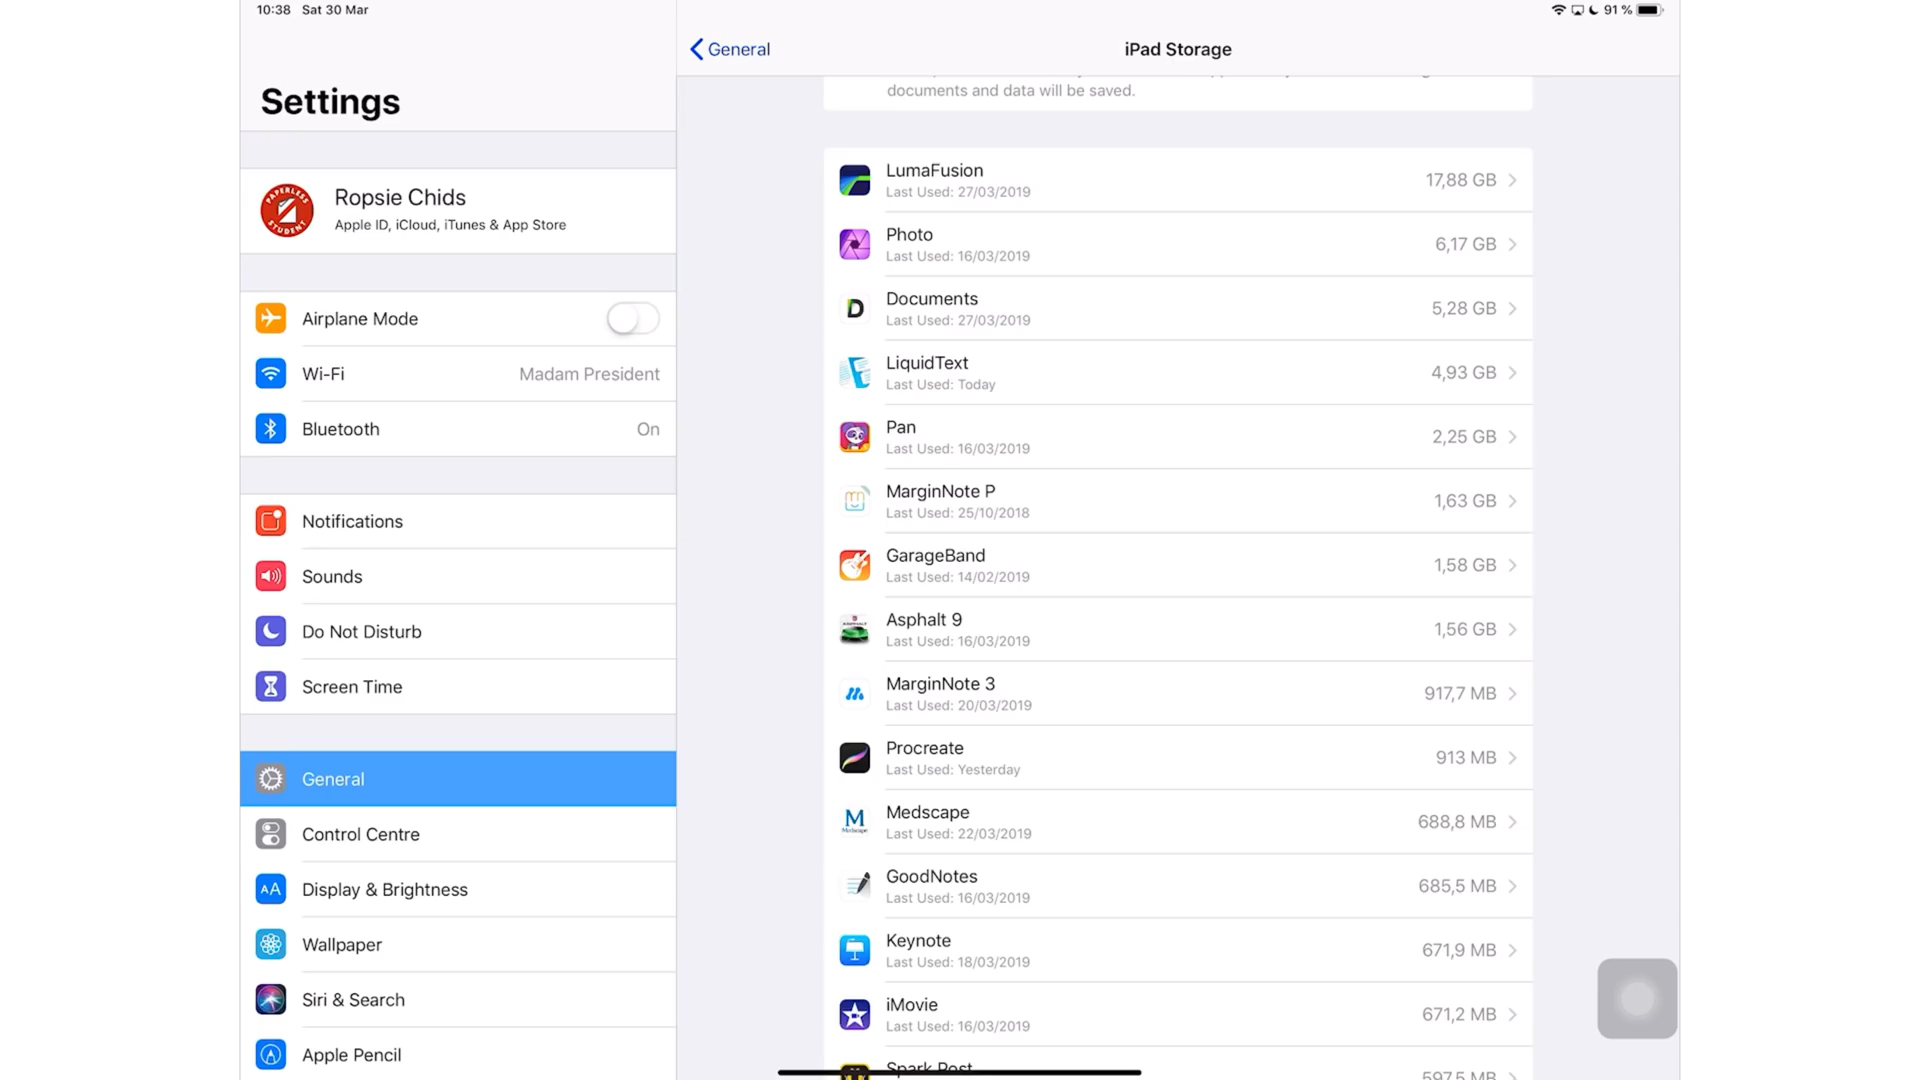 10:38 Sat 30 Mar
91 %
Settings
PAPERLESS
STUDENT
Ropsie Chids
Apple ID, iCloud, iTunes & App Store
Airplane Mode
Wi-Fi
Madam President
Bluetooth
On
Notifications
Sounds
Do Not Disturb
Screen Time
General
Control Centre
AA
Display & Brightness
Wallpaper
Siri & Search
Apple Pencil
General
iPad Storage
documents and data will be saved.
LumaFusion
17,88 GB
Last Used: 27/03/2019
Photo
6,17 GB
Last Used: 16/03/2019
D
Documents
5,28 GB
Last Used: 27/03/2019
LiquidText
4,93 GB
Last Used: Today
Pan
2,25 GB
Last Used: 16/03/2019
MarginNote P
1,63 GB
Last Used: 25/10/2018
GarageBand
1,58 GB
Last Used: 14/02/2019
ASPHALT
Asphalt 9
1,56 GB
Last Used: 16/03/2019
MarginNote 3
917,7 MB
Last Used: 20/03/2019
Procreate
913 MB
Last Used: Yesterday
M
Medscape
Medscape
688,8 MB
Last Used: 22/03/2019
GoodNotes
685,5 MB
Last Used: 16/03/2019
Keynote
671,9 MB
Last Used: 18/03/2019
iMovie
671,2 MB
Last Used: 16/03/2019
Spark Post
597,5 MB